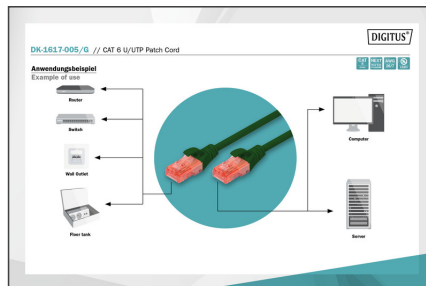 DIGITUS®
DK-1617-005/G // CAT 6 U/UTP Patch Cord
Anwendungsbeispiel
Example of use
Router
Switch
Wall Outlet
Floor tank
Computer
Server